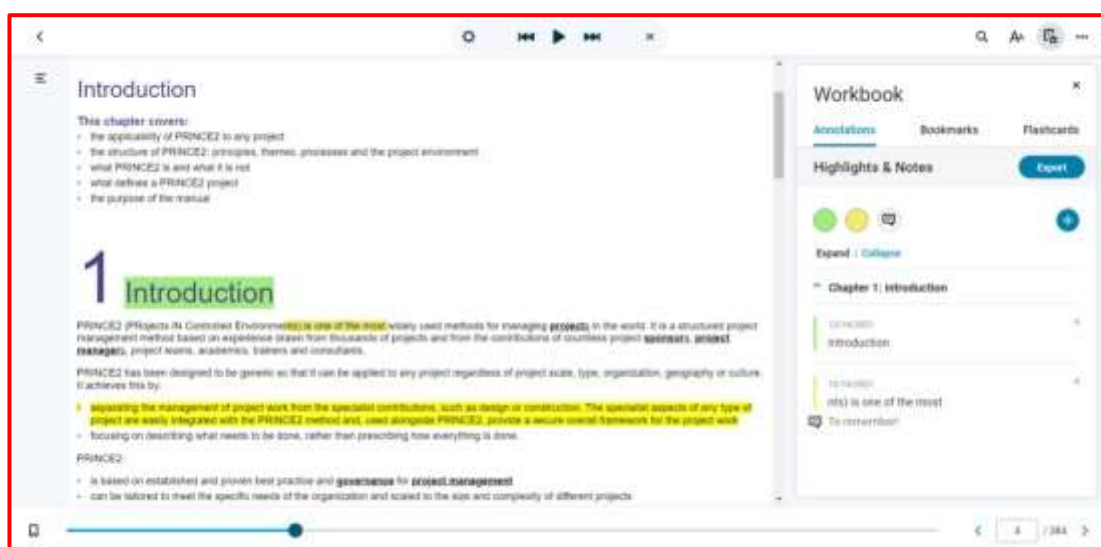 Introduction
This chapter covers:
the applicability of PRINCE2 to any project
the structure of PRINCE2: principles, themes, processes and the project environment
what PRINCE2 is and what it is not
what defines a PRINCE2 project
the purpose of the manual
1 Introduction
PRINCE2 (PRojects IN Controlled Environments) is one of the most widely used methods for managing projects in the world. It is a structured project
management method based on experience drawn from thousands of projects and from the contributions of countless project sponsors, project
managers, project teams, academics, trainers and consultants.
PRINCE2 has been designed to be generic so that it can be applied to any project regardless of project scale, type, organization, geography or culture.
It achieves this by:
separating the management of project work from the specialist contributions, such as design or construction. The specialist aspects of any type of
project are easily integrated with the PRINCE2 method and, used alongside PRINCE2, provide a secure overall framework for the project work
focusing on describing what needs to be done, rather than prescribing how everything is done.
PRINCE2:
is based on established and proven best practice and governance for project management
can be tailored to meet the specific needs of the organization and scaled to the size and complexity of different projects
Workbook
Annotations Bookmarks Flashcards
Highlights & Notes Export
Expand | Collapse
Chapter 1: Introduction
Introduction
nts) is one of the most
To remember!
4 / 384